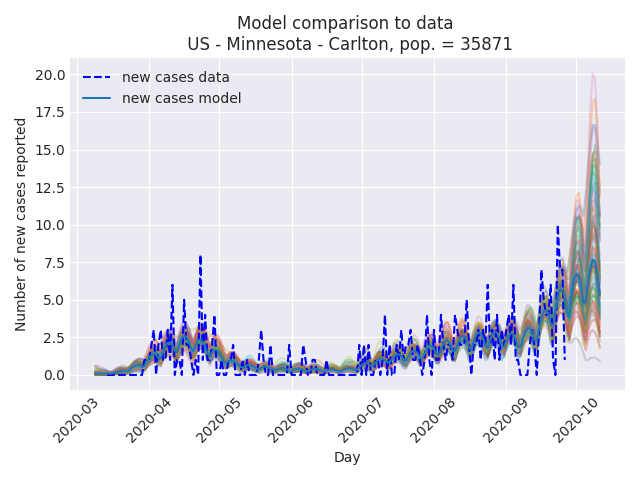 Model comparison to data
US - Minnesota - Carlton, pop. = 35871
new cases data
new cases model
Number of new cases reported
20.0
17.5
15.0
12.5
10.0
7.5
5.0
2.5
0.0
2020-03
2020-04
2020-05
2020-06
2020-07
2020-08
2020-09
2020-10
Day